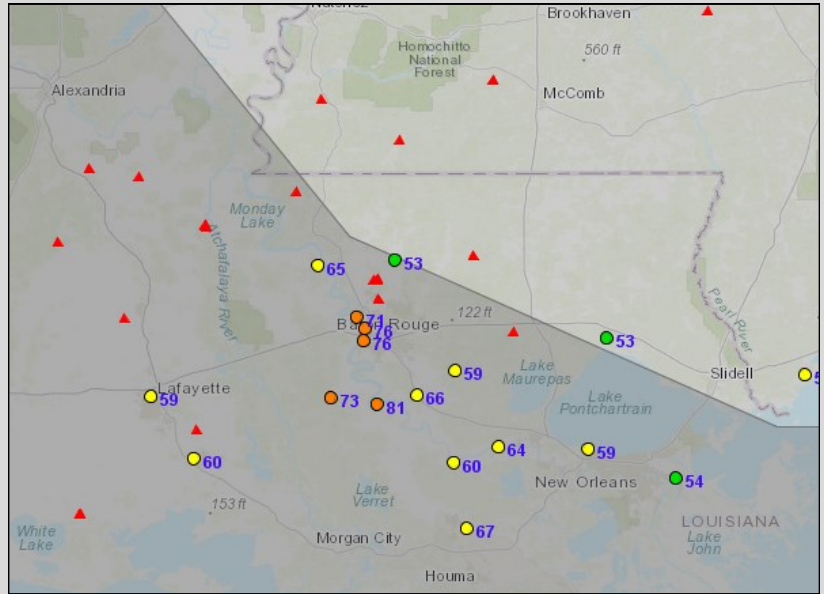 Brookhaven
Homochitto
National
Forest
560 ft
Alexandria
McComb
Monday
Lake
Atchafalaya River
65
53
122 ft
71
76
Rouge
76
Pearl River
53
59
Lake
Maurepas
Slidell
Lafayette
59
73
81
66
Lake
Pontchartrain
60
64
60
59
New Orleans
54
Lake
Verret
153 ft
White
Lake
Morgan City
67
LOUISIANA
Lake
John
Houma